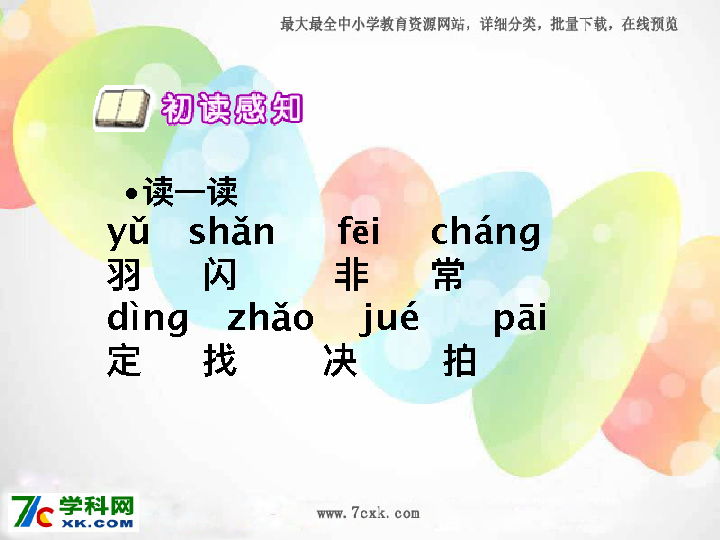 最大最全中小学教育资源网站，详细分类，批量下载，在线预览
初读感知
•读一读
yǔ shǎn fēi cháng
羽 闪 非 常
dìng zhǎo jué pāi
定 找 决 拍
7c 学科网
XK.COM
www.7cxk.com